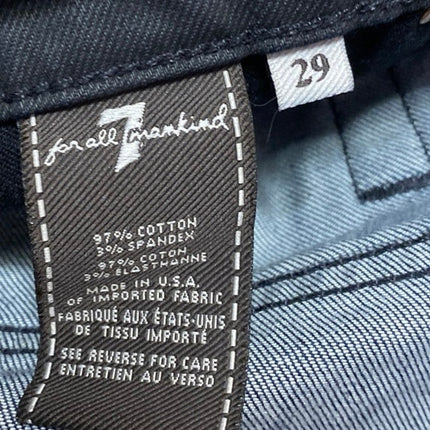 29
for all 7 mankind
97% COTTON
3% SPANDEX
97% COTON
3% ÉLASTHANNE
MADE IN U.S.A.
OF IMPORTED FABRIC
FABRIQUÉ AUX ÉTATS-UNIS
DE TISSU IMPORTÉ
SEE REVERSE FOR CARE
ENTRETIEN AU VERSO